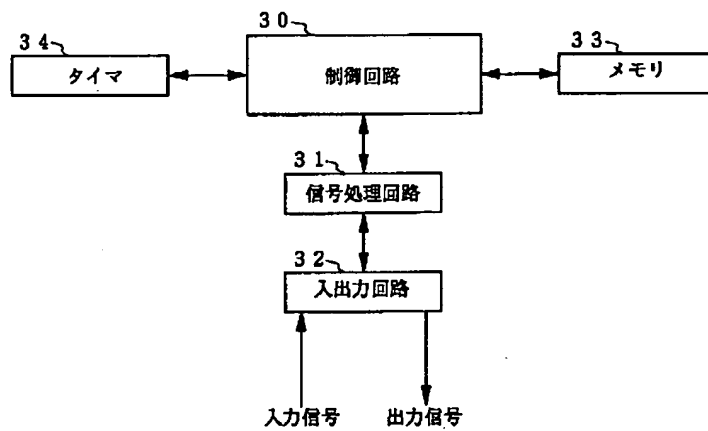 ３０
制御回路
３４
タイマ
３３
メモリ
３１
信号処理回路
３２
入出力回路
入力信号
出力信号